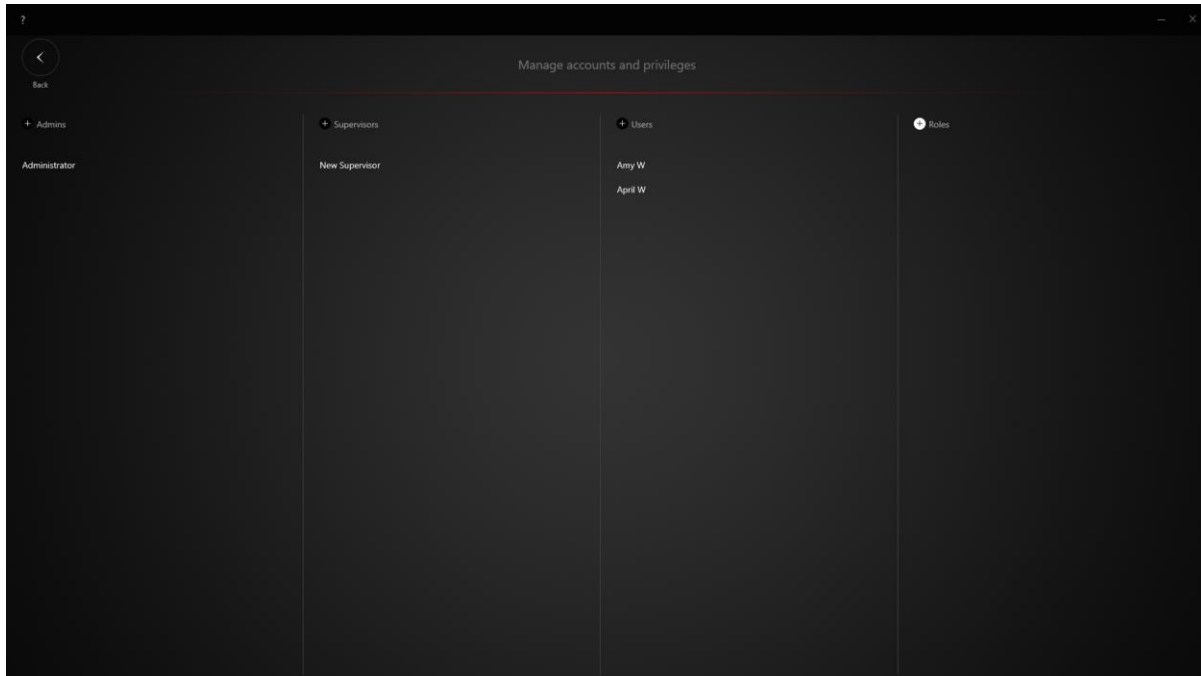 ?
Back
Manage accounts and privileges
+ Admins
Administrator
+ Supervisors
New Supervisor
+ Users
Amy W
April W
+ Roles